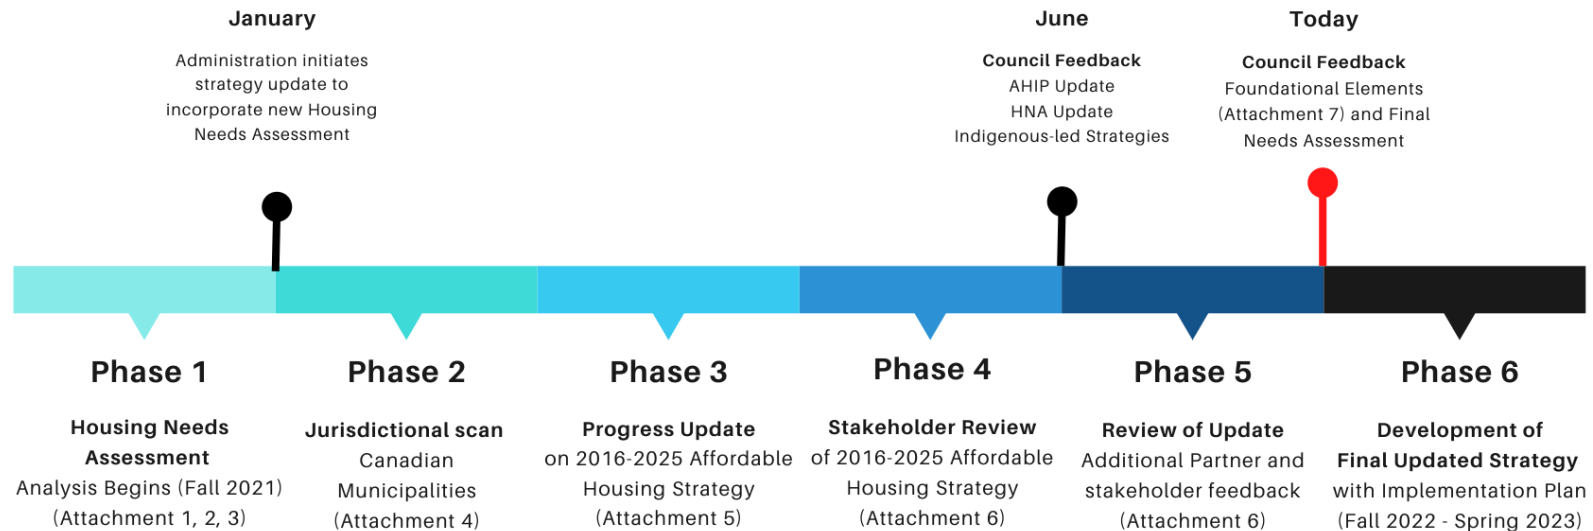 January
Administration initiates
strategy update to
incorporate new Housing
Needs Assessment
June
Council Feedback
AHIP Update
HNA Update
Indigenous-led Strategies
Today
Council Feedback
Foundational Elements
(Attachment 7) and Final
Needs Assessment
Phase 1
Housing Needs
Assessment
Analysis Begins (Fall 2021)
(Attachment 1, 2, 3)
Phase 2
Jurisdictional scan
Canadian
Municipalities
(Attachment 4)
Phase 3
Progress Update
on 2016-2025 Affordable
Housing Strategy
(Attachment 5)
Phase 4
Stakeholder Review
of 2016-2025 Affordable
Housing Strategy
(Attachment 6)
Phase 5
Review of Update
Additional Partner and
stakeholder feedback
(Attachment 6)
Phase 6
Development of
Final Updated Strategy
with Implementation Plan
(Fall 2022 - Spring 2023)